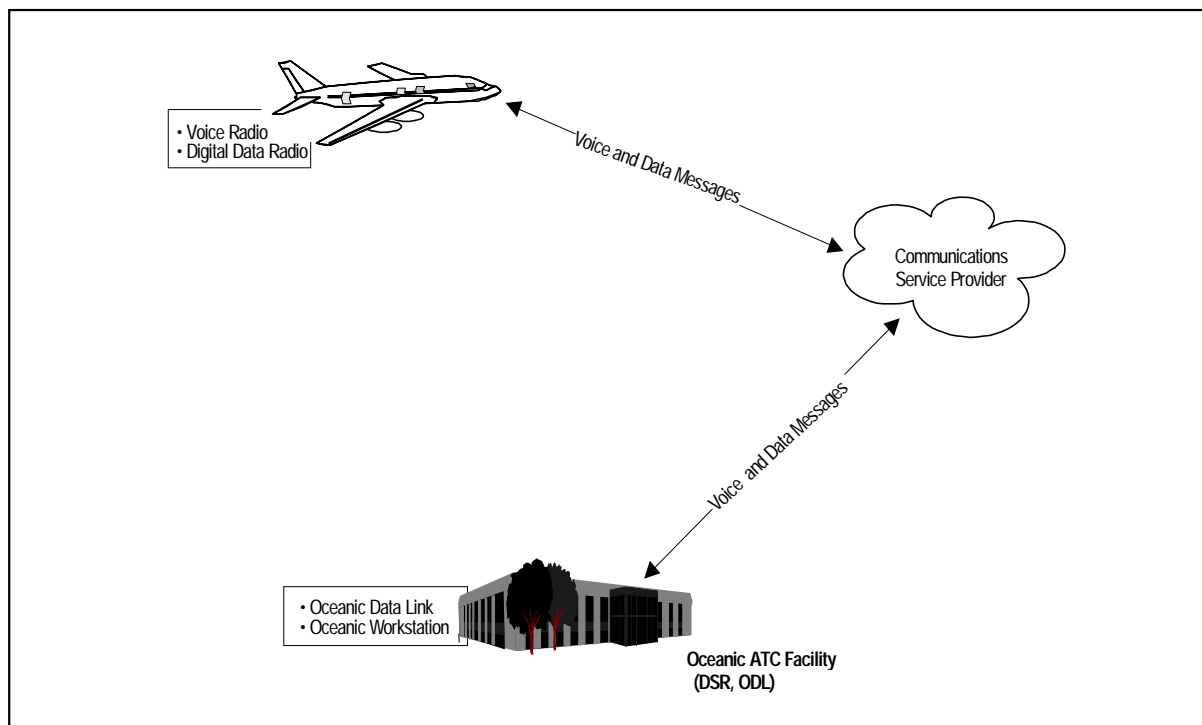 • Voice Radio
• Digital Data Radio
Voice and Data Messages
Communications
Service Provider
Voice and Data Messages
• Oceanic Data Link
• Oceanic Workstation
Oceanic ATC Facility
(DSR, ODL)